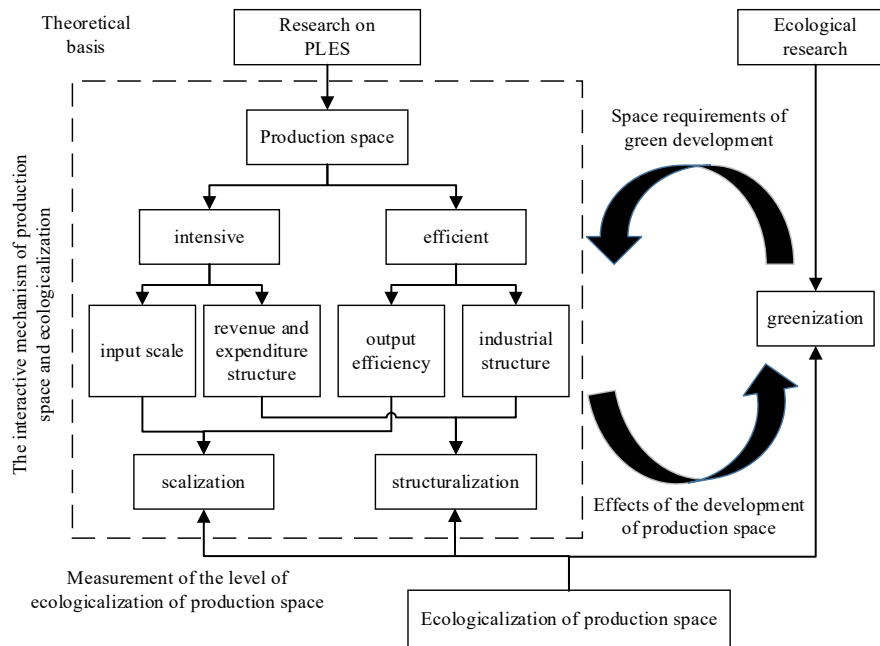 Theoretical
basis
Research on
PLES
Ecological
research
Production space
Space requirements of
green development
The interactive mechanism of production
space and ecologicalization
intensive
efficient
input scale
revenue and
expenditure
structure
output
efficiency
industrial
structure
greenization
scalization
structuralization
Effects of the development
of production space
Measurement of the level of
ecologicalization of production space
Ecologicalization of production space